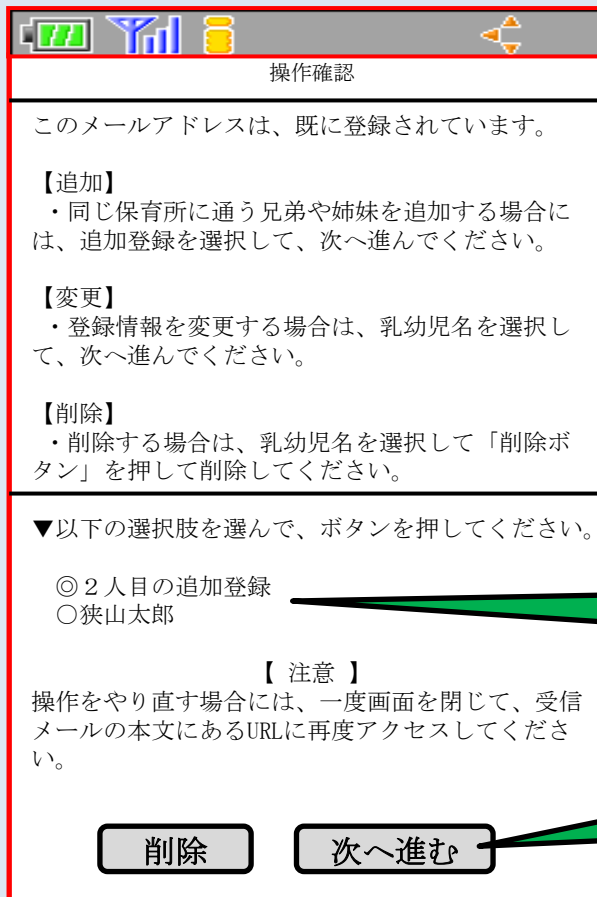 操作確認
このメールアドレスは、既に登録されています。
【追加】
・同じ保育所に通う兄弟や姉妹を追加する場合に
は、追加登録を選択して、次へ進んでください。
【変更】
・登録情報を変更する場合は、乳幼児名を選択し
て、次へ進んでください。
【削除】
・削除する場合は、乳幼児名を選択して「削除ボ
タン」を押して削除してください。
▼以下の選択肢を選んで、ボタンを押してください。
◎２人目の追加登録
○狭山太郎
【 注意 】
操作をやり直す場合には、一度画面を閉じて、受信
メールの本文にあるURLに再度アクセスしてくださ
い。
削除 次へ進む